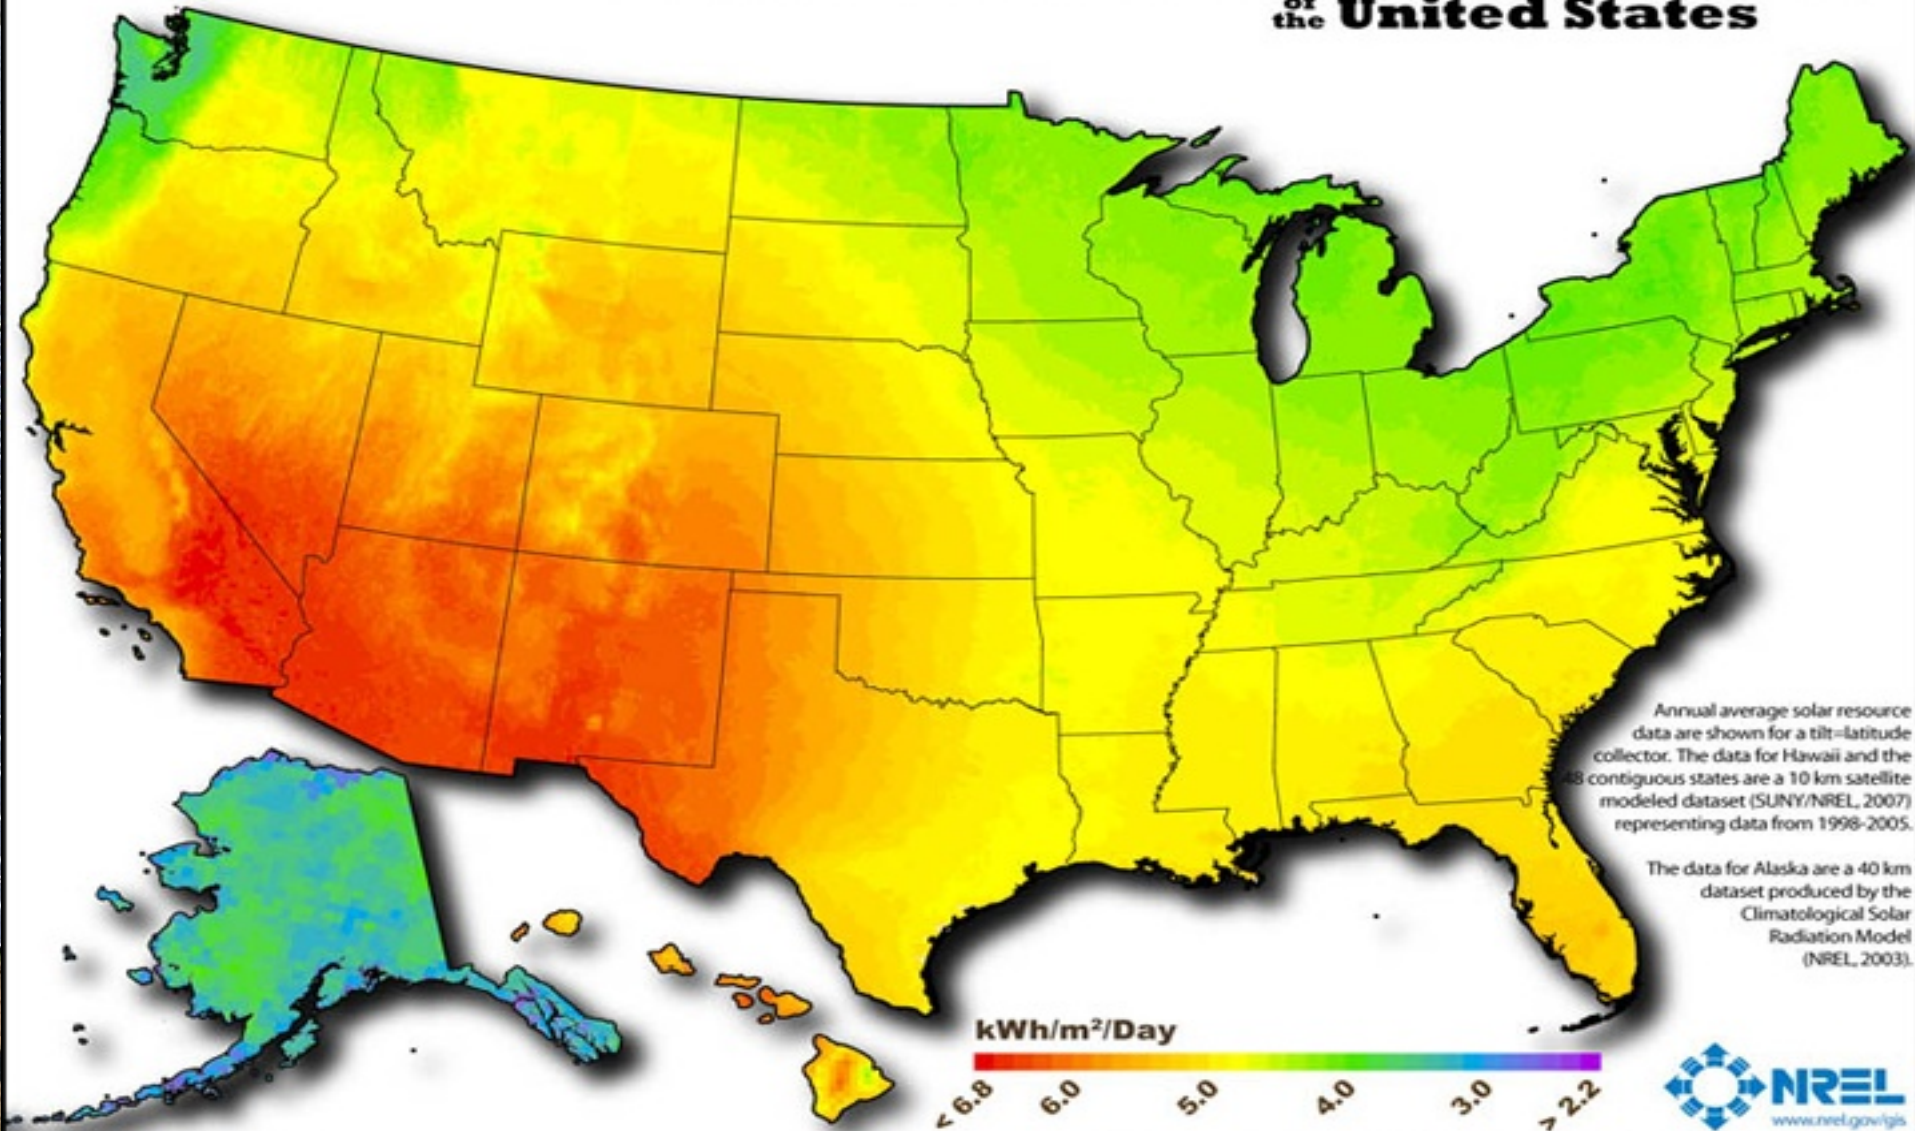 of
the United States
Annual average solar resource
data are shown for a tilt=latitude
collector. The data for Hawaii and the
48 contiguous states are a 10 km satellite
modeled dataset (SUNY/NREL, 2007)
representing data from 1998-2005.
The data for Alaska are a 40 km
dataset produced by the
Climatological Solar
Radiation Model
(NREL, 2003).
kWh/m²/Day
< 6.8 6.0 5.0 4.0 3.0 > 2.2
NREL
www.nrel.gov/gis